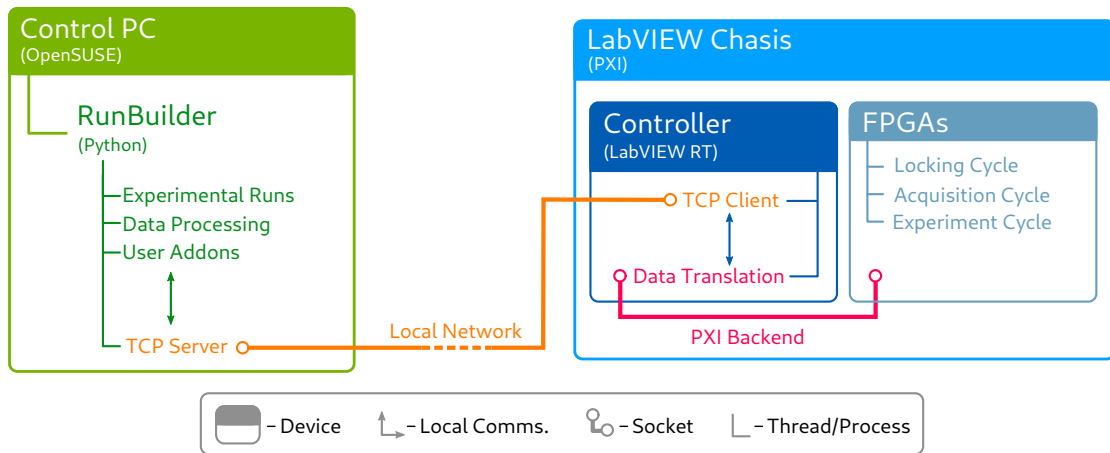 Control PC
(OpenSUSE)
RunBuilder
(Python)
Experimental Runs
Data Processing
User Addons
TCP Server
Local Network
LabVIEW Chasis
(PXI)
Controller
(LabVIEW RT)
TCP Client
Data Translation
FPGAs
Locking Cycle
Acquisition Cycle
Experiment Cycle
PXI Backend
– Device
– Local Comms.
– Socket
– Thread/Process